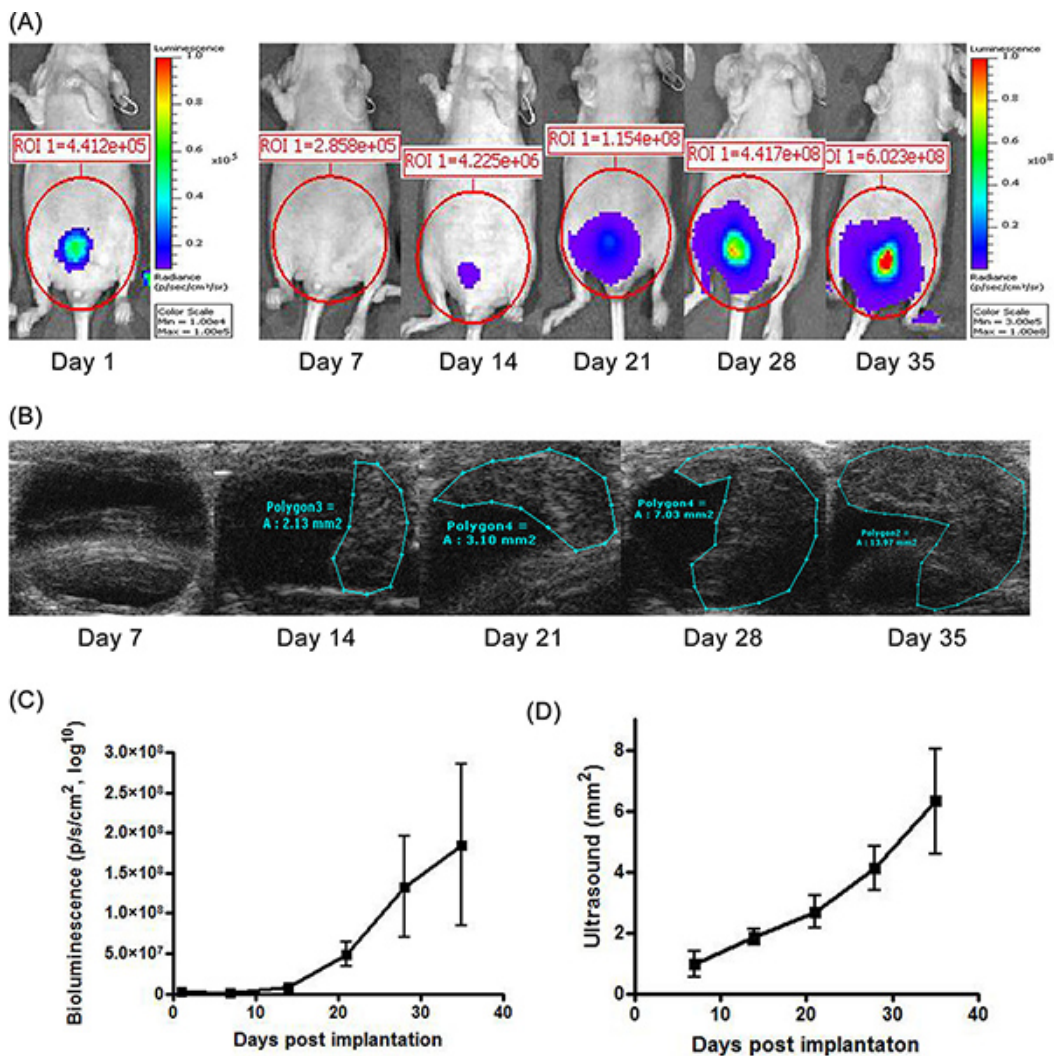 (A)
Luminescence
1.0
0.8
0.6
×10⁵
0.4
0.2
Radiance
(p/sec/cm²/sr)
Color Scale
Min = 1.00e4
Max = 1.00e5
ROI 1=4.412e+05
ROI 1=2.858e+05
ROI 1=4.225e+06
ROI 1=1.154e+08
ROI 1=4.417e+08
OI 1=6.023e+08
Luminescence
1.0
0.8
0.6
×10⁸
0.4
0.2
Radiance
(p/sec/cm²/sr)
Color Scale
Min = 3.00e5
Max = 1.00e8
Day 1
Day 7
Day 14
Day 21
Day 28
Day 35
(B)
Polygon3 =
A : 2.13 mm2
Polygon4 =
A : 3.10 mm2
Polygon4 =
A : 7.03 mm2
Polygon2 =
A : 13.97 mm2
Day 7
Day 14
Day 21
Day 28
Day 35
(C)
Bioluminescence (p/s/cm², log¹⁰)
3.0×10⁸
2.5×10⁸
2.0×10⁸
1.5×10⁸
1.0×10⁸
5.0×10⁷
0
0
10
20
30
40
Days post implantation
(D)
Ultrasound (mm²)
8
6
4
2
0
0
10
20
30
40
Days post implantaton